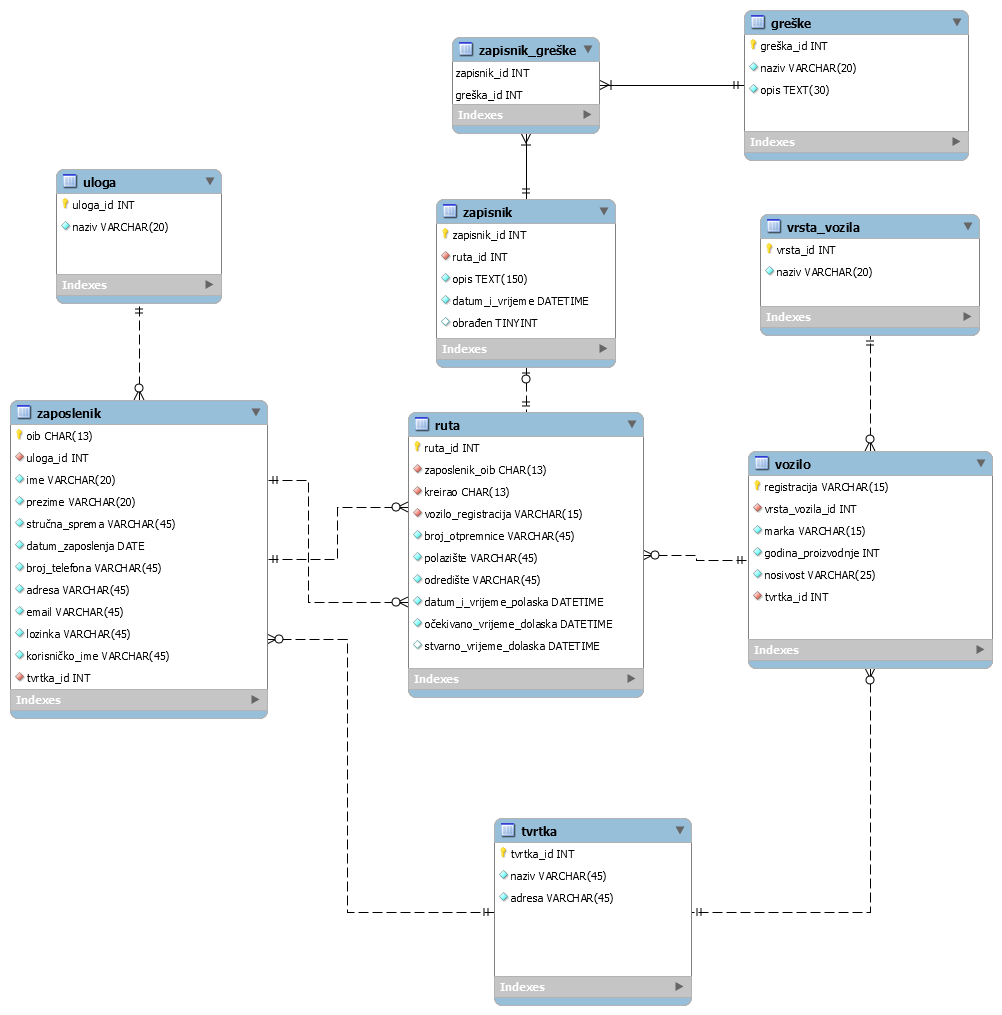 greške
greška_id INT
naziv VARCHAR(20)
opis TEXT(30)
Indexes
zapisnik_greške
zapisnik_id INT
greška_id INT
Indexes
uloga
uloga_id INT
naziv VARCHAR(20)
Indexes
zapisnik
zapisnik_id INT
ruta_id INT
opis TEXT(150)
datum_i_vrijeme DATETIME
obrađen TINYINT
Indexes
vrsta_vozila
vrsta_id INT
naziv VARCHAR(20)
Indexes
zaposlenik
oib CHAR(13)
uloga_id INT
ime VARCHAR(20)
prezime VARCHAR(20)
stručna_sprema VARCHAR(45)
datum_zaposlenja DATE
broj_telefona VARCHAR(45)
adresa VARCHAR(45)
email VARCHAR(45)
lozinka VARCHAR(45)
korisničko_ime VARCHAR(45)
tvrtka_id INT
Indexes
ruta
ruta_id INT
zaposlenik_oib CHAR(13)
kreirao CHAR(13)
vozilo_registracija VARCHAR(15)
broj_otpremnice VARCHAR(45)
polazište VARCHAR(45)
odredište VARCHAR(45)
datum_i_vrijeme_polaska DATETIME
očekivano_vrijeme_dolaska DATETIME
stvarno_vrijeme_dolaska DATETIME
Indexes
vozilo
registracija VARCHAR(15)
vrsta_vozila_id INT
marka VARCHAR(15)
godina_proizvodnje INT
nosivost VARCHAR(25)
tvrtka_id INT
Indexes
tvrtka
tvrtka_id INT
naziv VARCHAR(45)
adresa VARCHAR(45)
Indexes